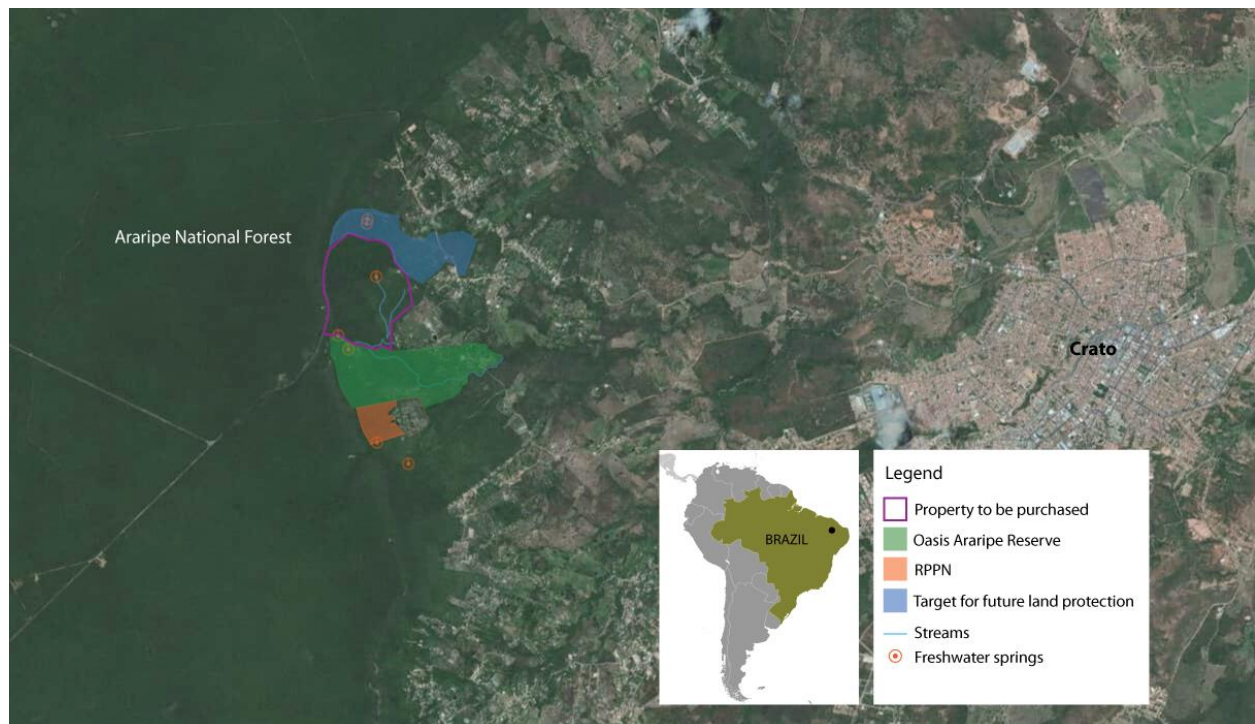 Araripe National Forest
Crato
BRAZIL
Legend
Property to be purchased
Oasis Araripe Reserve
RPPN
Target for future land protection
Streams
Freshwater springs